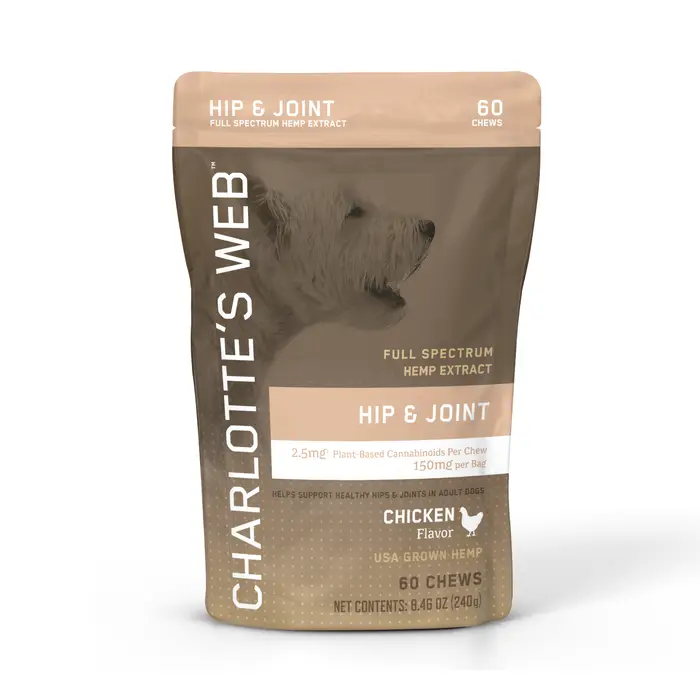 HIP & JOINT
FULL SPECTRUM HEMP EXTRACT
60
CHEWS
CHARLOTTE'S WEB™
FULL SPECTRUM
HEMP EXTRACT
HIP & JOINT
2.5mg Plant-Based Cannabinoids Per Chew
150mg per Bag
HELPS SUPPORT HEALTHY HIPS & JOINTS IN ADULT DOGS
CHICKEN
Flavor
USA GROWN HEMP
60 CHEWS
NET CONTENTS: 8.46 OZ (240g)